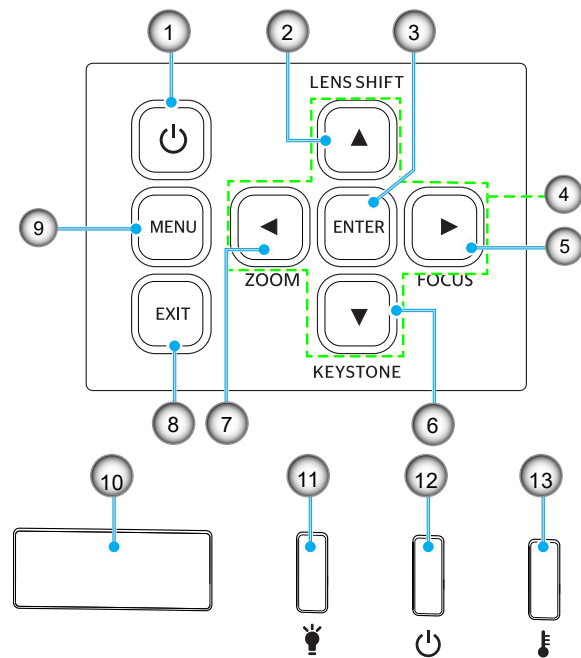 1 2 3
LENS SHIFT
4
9 MENU ENTER
5
ZOOM FOCUS
EXIT
KEYSTONE
8 7 6
10 11 12 13